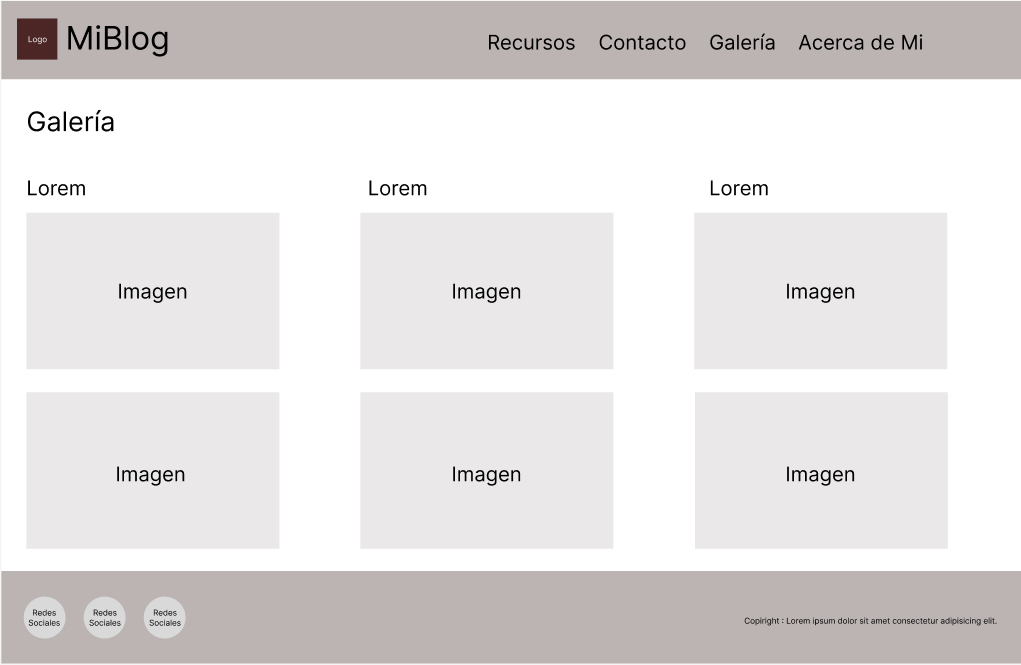 Logo
MiBlog
Recursos Contacto Galería Acerca de Mi
Galería
Lorem Lorem Lorem
Imagen Imagen Imagen
Imagen Imagen Imagen
Redes Sociales
Redes Sociales
Redes Sociales
Copiright : Lorem ipsum dolor sit amet consectetur adipisicing elit.